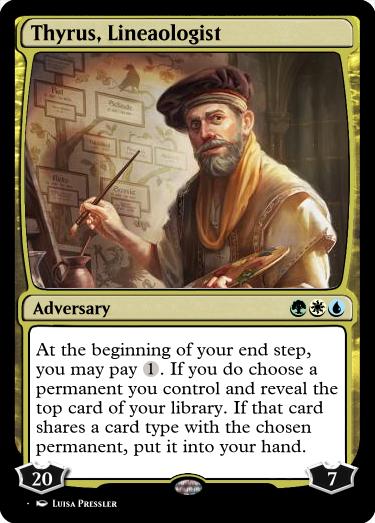 Thyrus, Lineaologist
Adversary
At the beginning of your end step,
you may pay 1. If you do choose a
permanent you control and reveal the
top card of your library. If that card
shares a card type with the chosen
permanent, put it into your hand.
20
7
Luisa Pressler